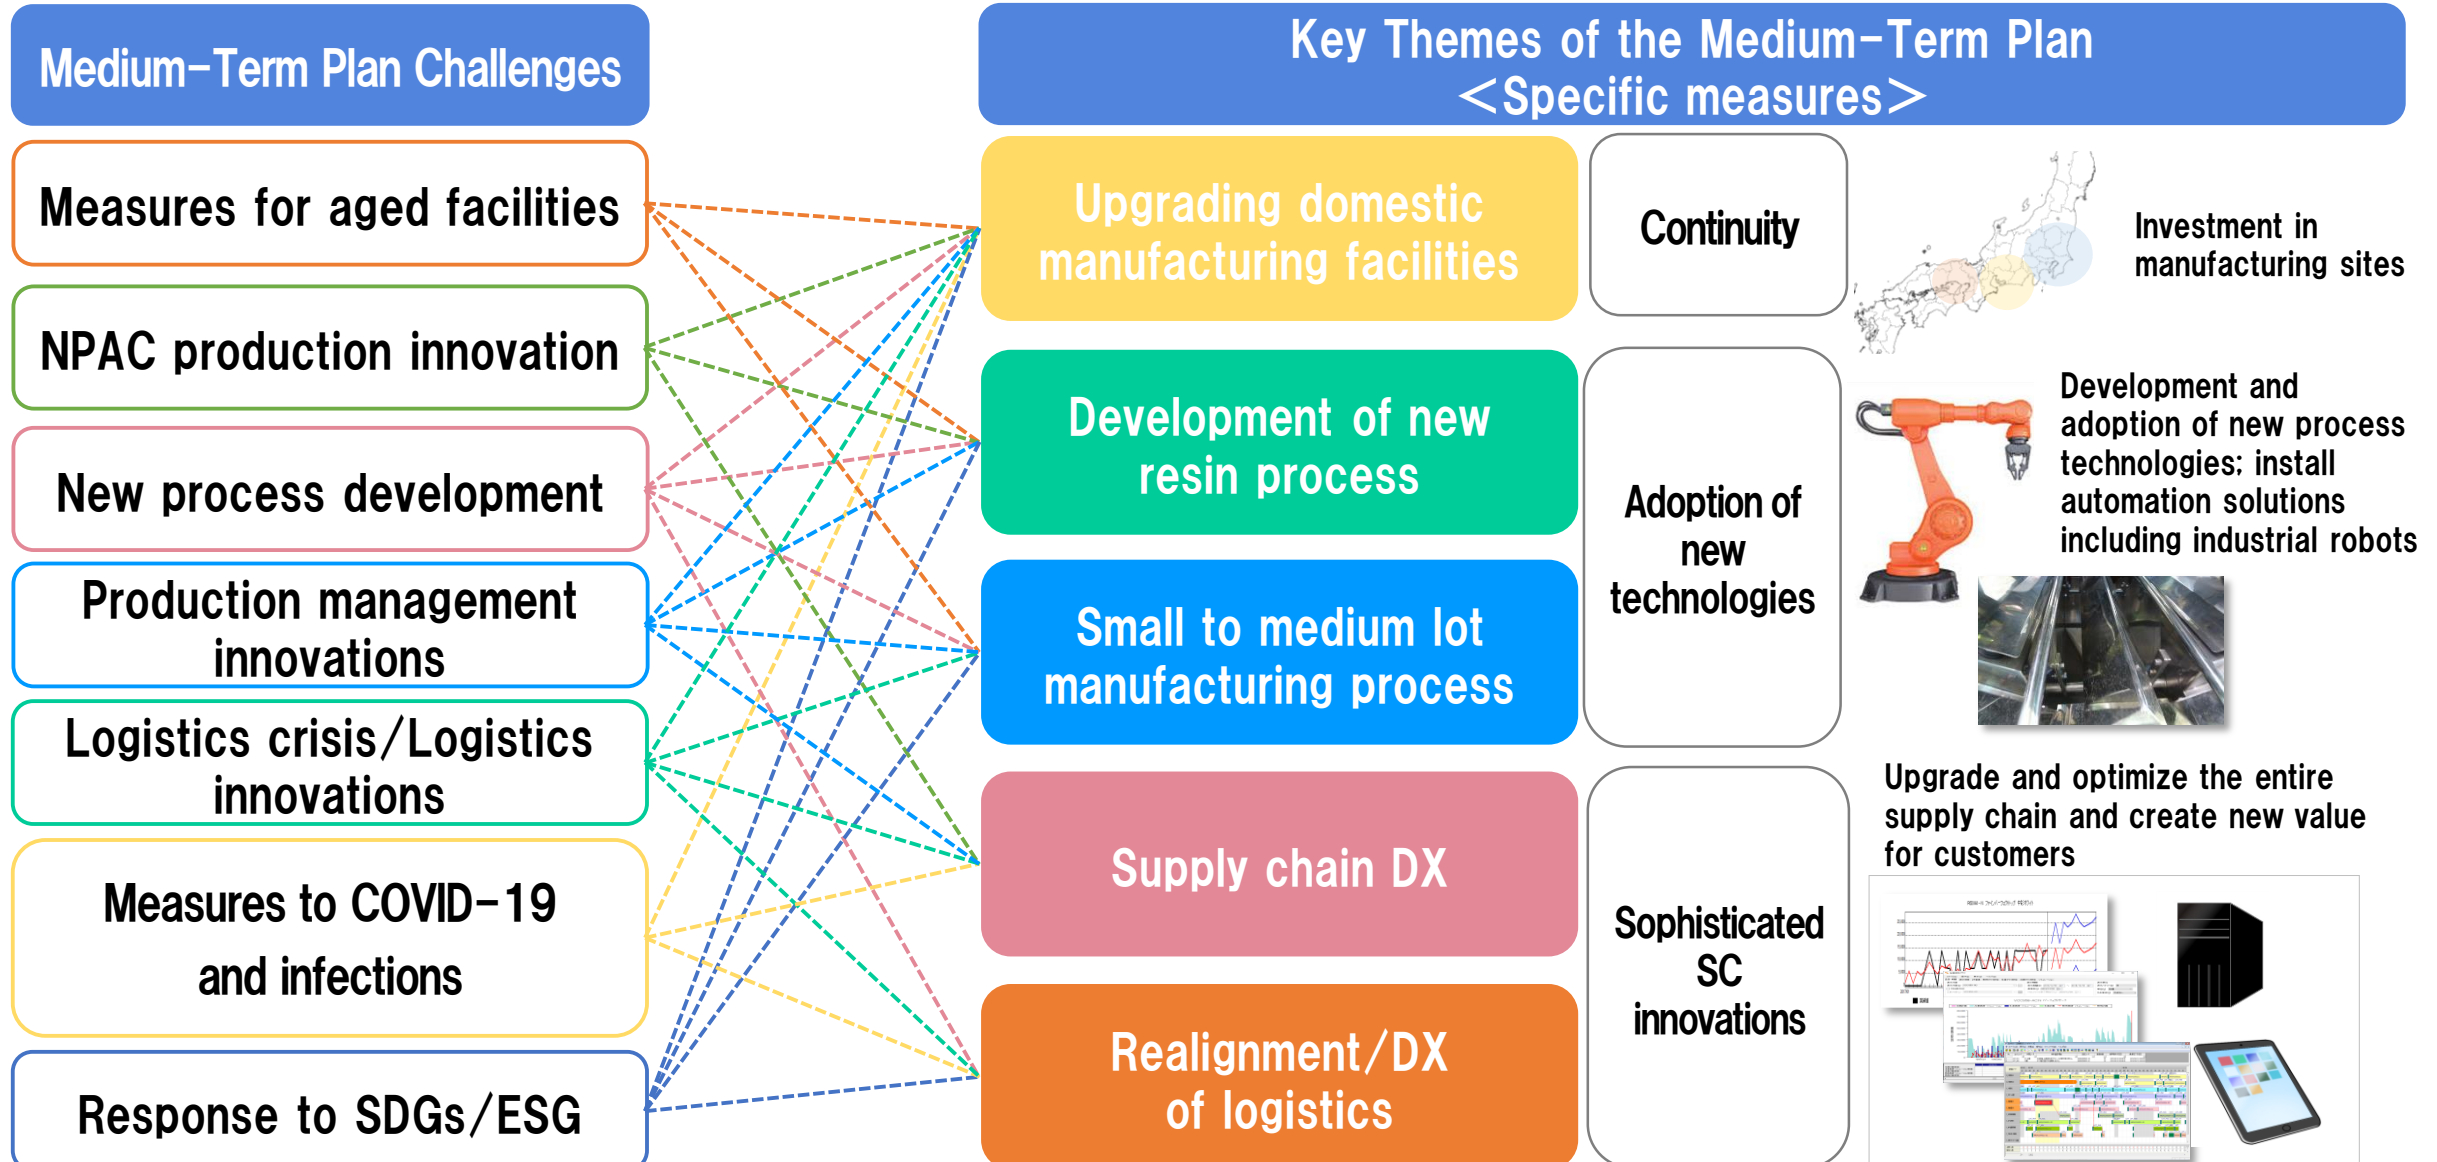 Medium-Term Plan Challenges
Key Themes of the Medium-Term Plan
<Specific measures>
Measures for aged facilities
NPAC production innovation
New process development
Production management
innovations
Logistics crisis/Logistics
innovations
Measures to COVID-19
and infections
Response to SDGs/ESG
Upgrading domestic
manufacturing facilities
Development of new
resin process
Small to medium lot
manufacturing process
Supply chain DX
Realignment/DX
of logistics
Continuity
Adoption of
new
technologies
Sophisticated
SC
innovations
Investment in
manufacturing sites
Development and
adoption of new process
technologies; install
automation solutions
including industrial robots
Upgrade and optimize the entire
supply chain and create new value
for customers